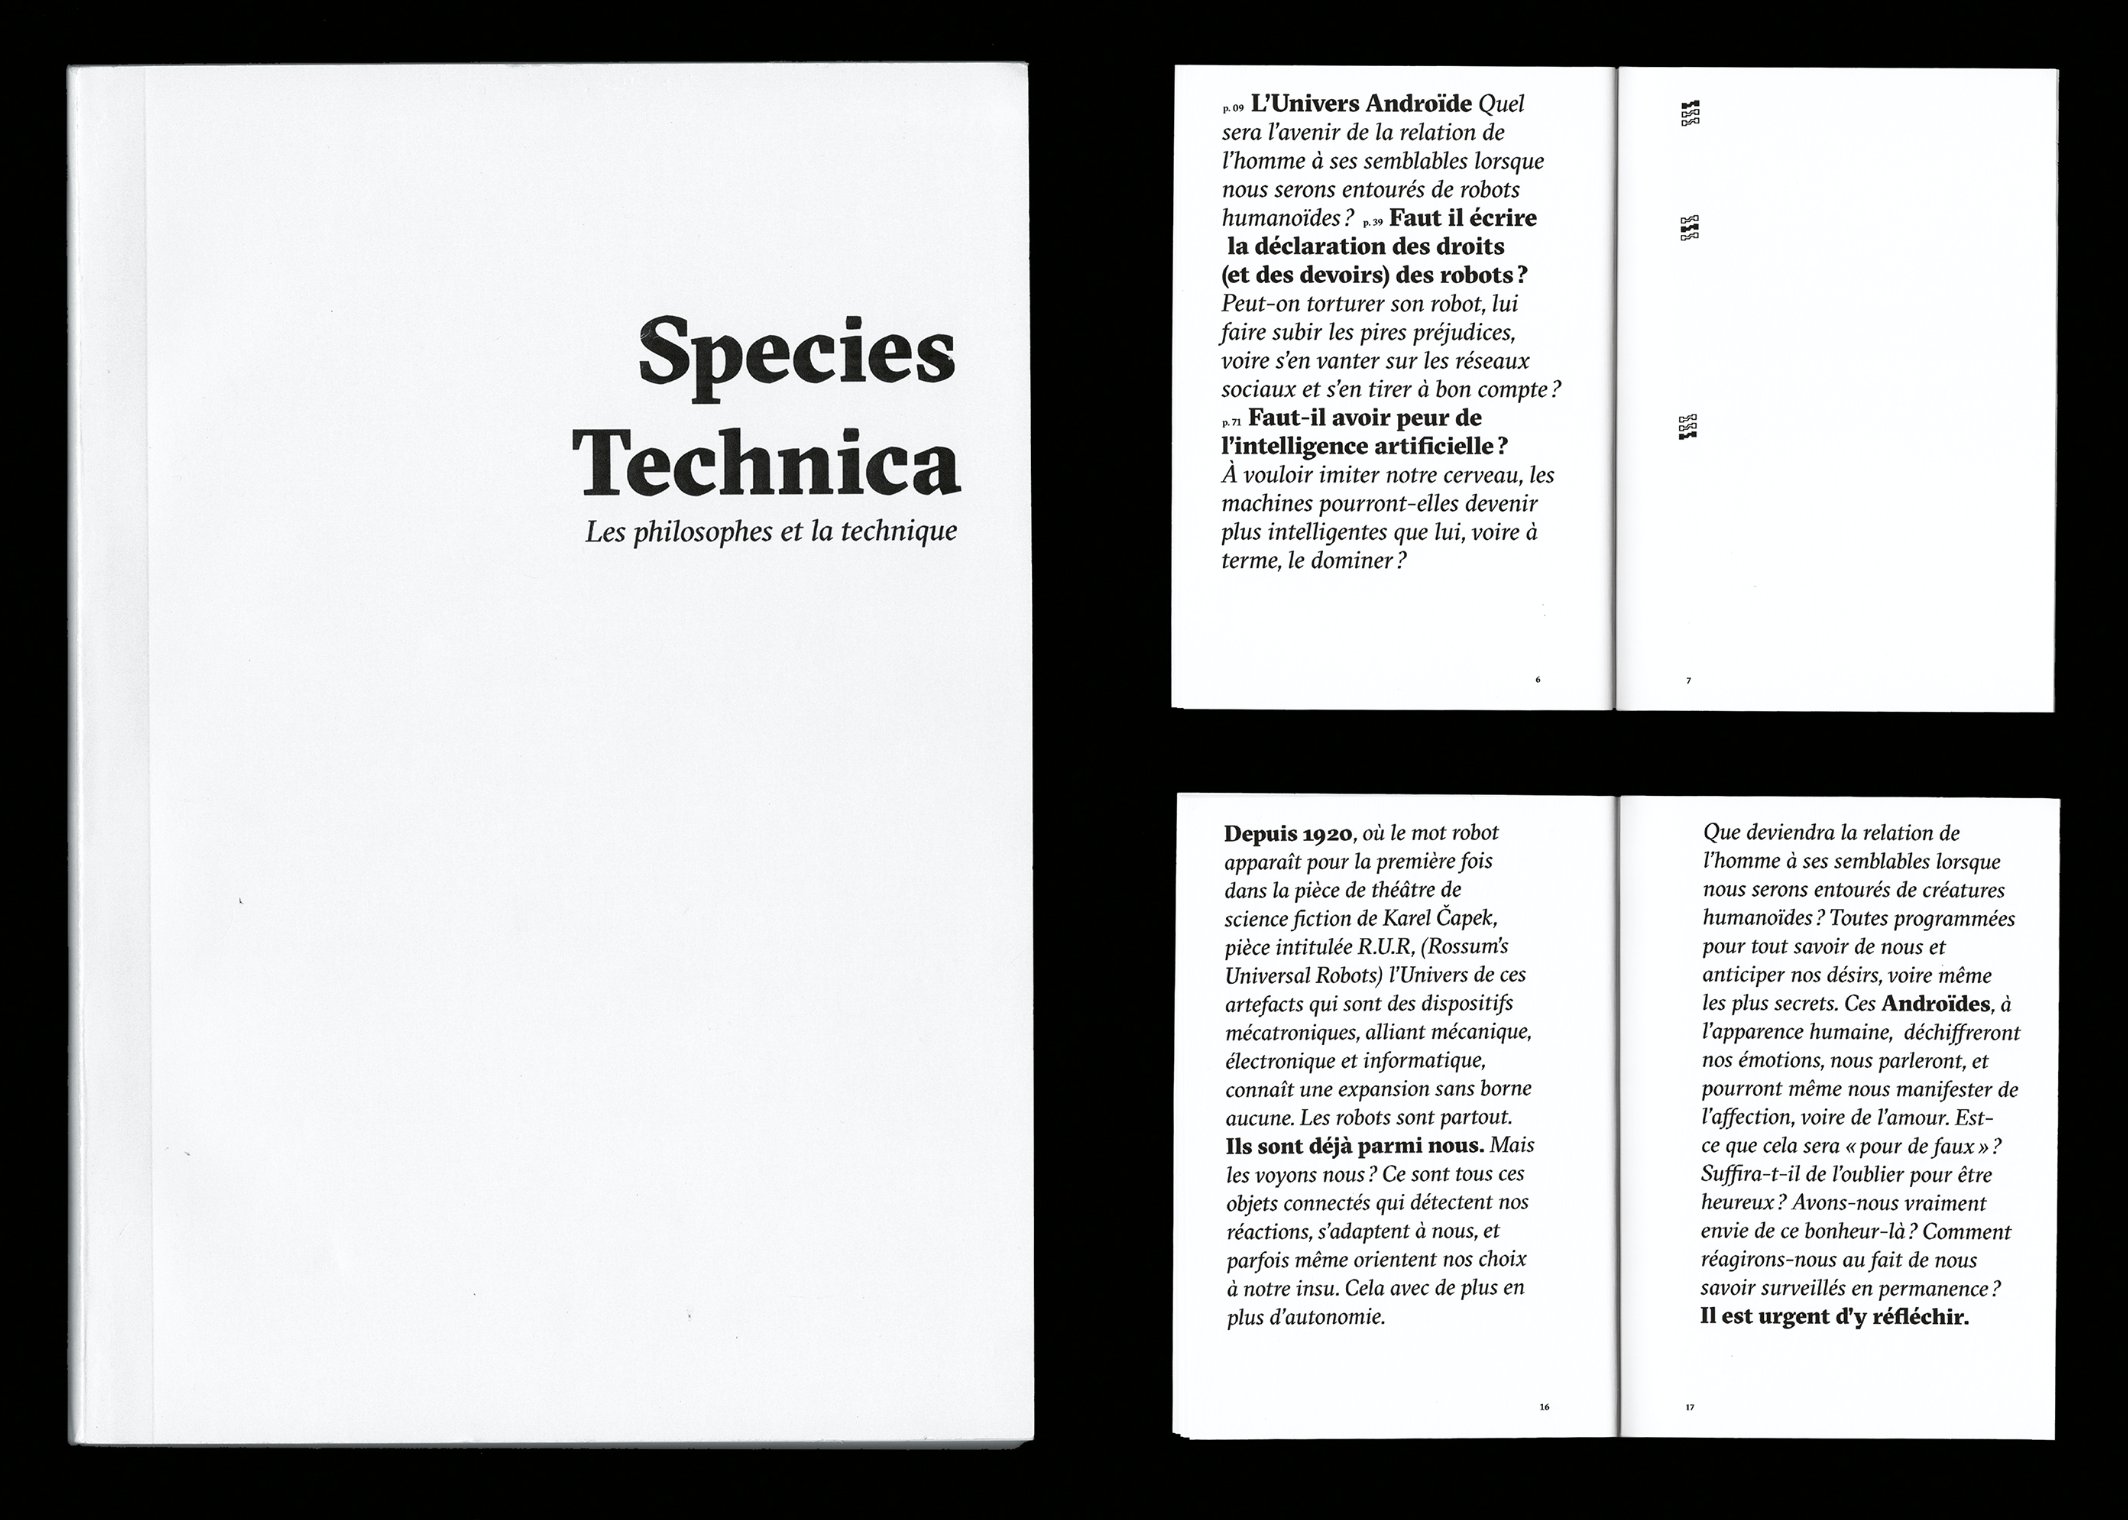 Species
Technica
Les philosophes et la technique
p. 09 L’Univers Androïde Quel
sera l’avenir de la relation de
l’homme à ses semblables lorsque
nous serons entourés de robots
humanoïdes ? p. 39 Faut il écrire
la déclaration des droits
(et des devoirs) des robots ?
Peut-on torturer son robot, lui
faire subir les pires préjudices,
voire s’en vanter sur les réseaux
sociaux et s’en tirer à bon compte ?
p. 71 Faut-il avoir peur de
l’intelligence artificielle ?
À vouloir imiter notre cerveau, les
machines pourront-elles devenir
plus intelligentes que lui, voire à
terme, le dominer ?
6
7
Depuis 1920, où le mot robot
apparaît pour la première fois
dans la pièce de théâtre de
science fiction de Karel Čapek,
pièce intitulée R.U.R, (Rossum’s
Universal Robots) l’Univers de ces
artefacts qui sont des dispositifs
mécatroniques, alliant mécanique,
électronique et informatique,
connaît une expansion sans borne
aucune. Les robots sont partout.
Ils sont déjà parmi nous. Mais
les voyons nous ? Ce sont tous ces
objets connectés qui détectent nos
réactions, s’adaptent à nous, et
parfois même orientent nos choix
à notre insu. Cela avec de plus en
plus d’autonomie.
16
Que deviendra la relation de
l’homme à ses semblables lorsque
nous serons entourés de créatures
humanoïdes ? Toutes programmées
pour tout savoir de nous et
anticiper nos désirs, voire même
les plus secrets. Ces Androïdes, à
l’apparence humaine, déchiffreront
nos émotions, nous parleront, et
pourront même nous manifester de
l’affection, voire de l’amour. Est-
ce que cela sera « pour de faux » ?
Suffira-t-il de l’oublier pour être
heureux ? Avons-nous vraiment
envie de ce bonheur-là ? Comment
réagirons-nous au fait de nous
savoir surveillés en permanence ?
Il est urgent d'y réfléchir.
17